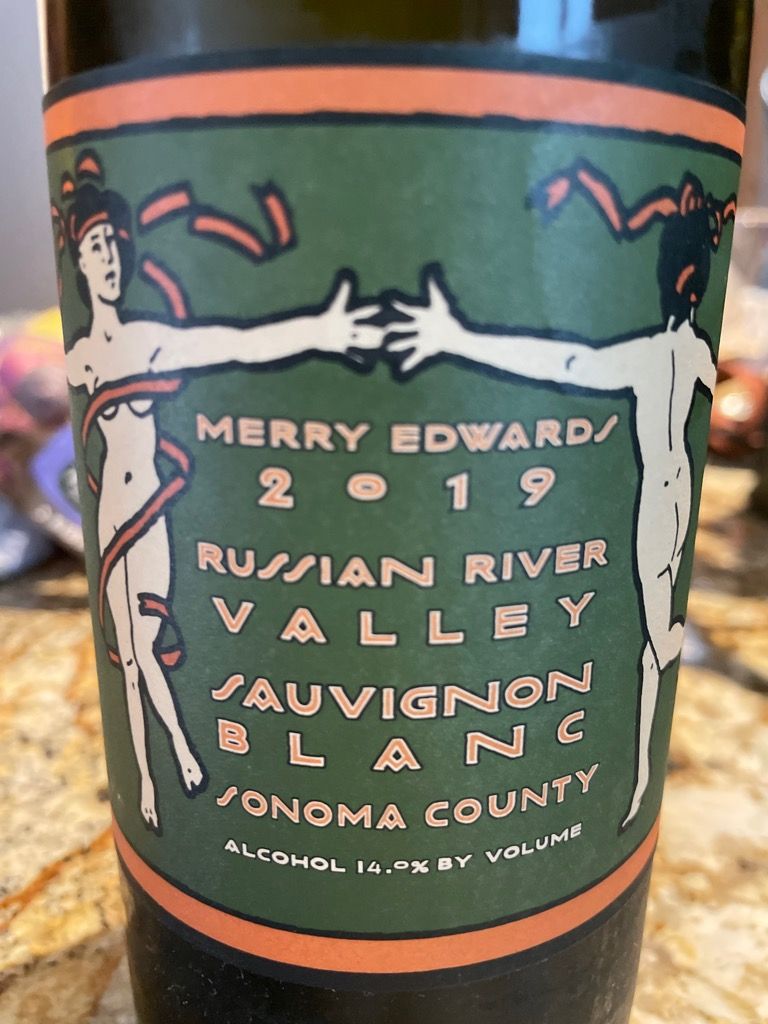 MERRY EDWARDS
2019
RUSSIAN RIVER
VALLEY
SAUVIGNON
BLANC
SONOMA COUNTY
ALCOHOL 14.0% BY VOLUME